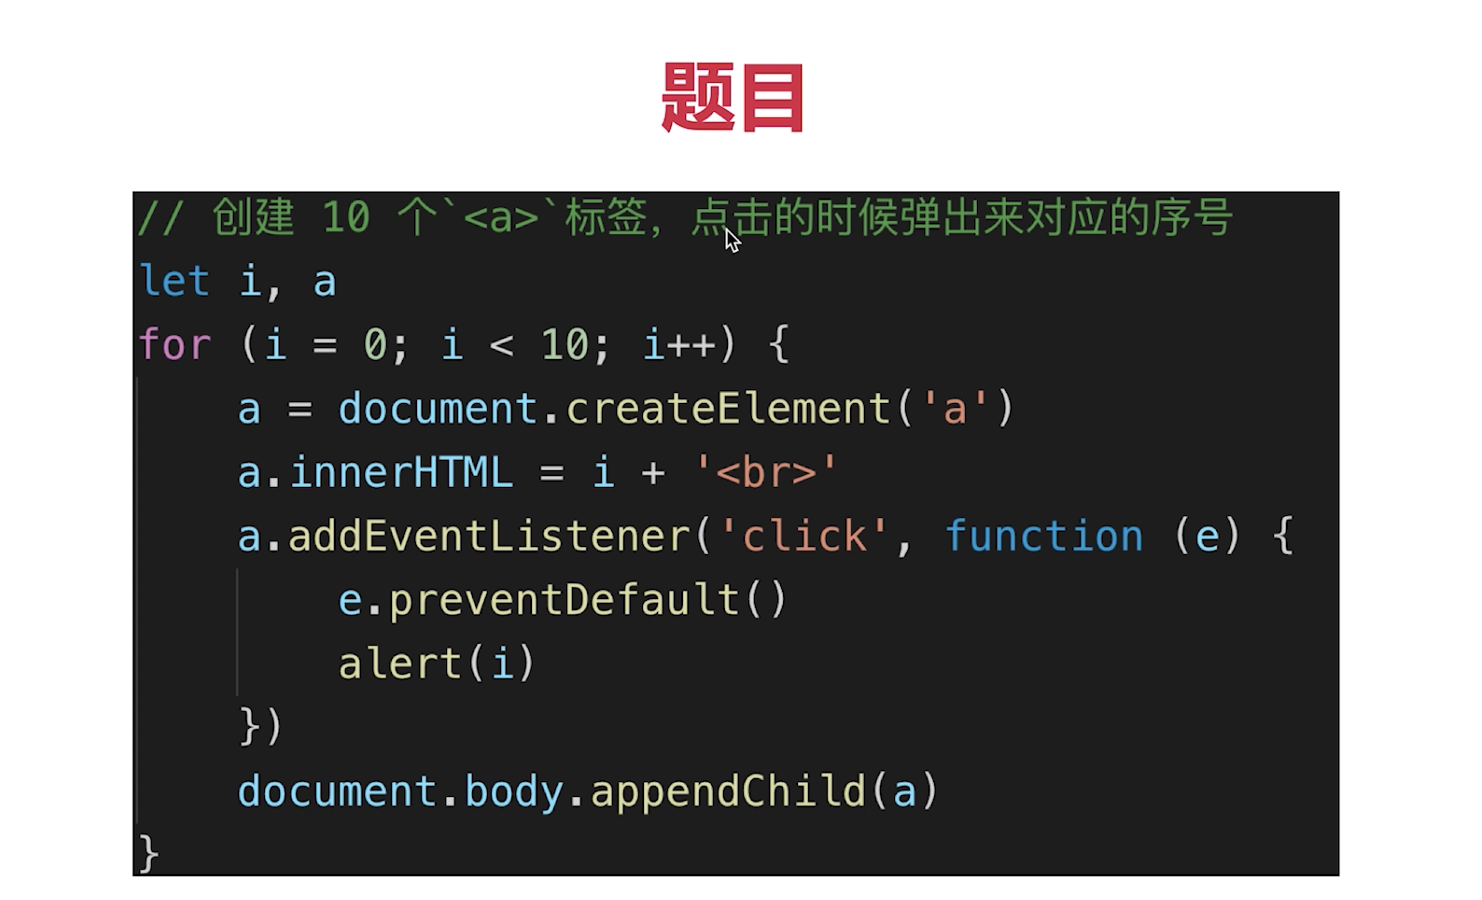 题目
// 创建 10 个`<a>`标签，点击的时候弹出来对应的序号
let i, a
for (i = 0; i < 10; i++) {
    a = document.createElement('a')
    a.innerHTML = i + '<br>'
    a.addEventListener('click', function (e) {
        e.preventDefault()
        alert(i)
    })
    document.body.appendChild(a)
}